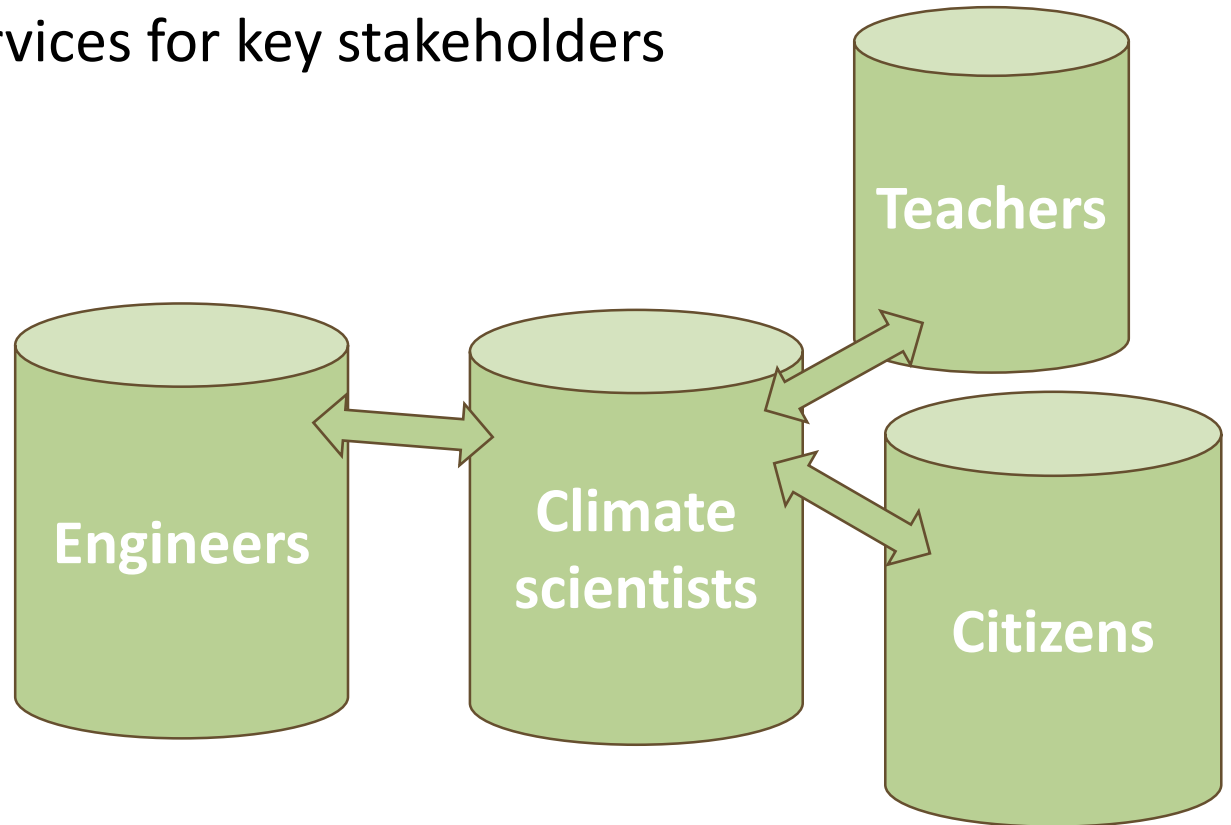 rvices for key stakeholders
Teachers
Engineers
Climate
scientists
Citizens